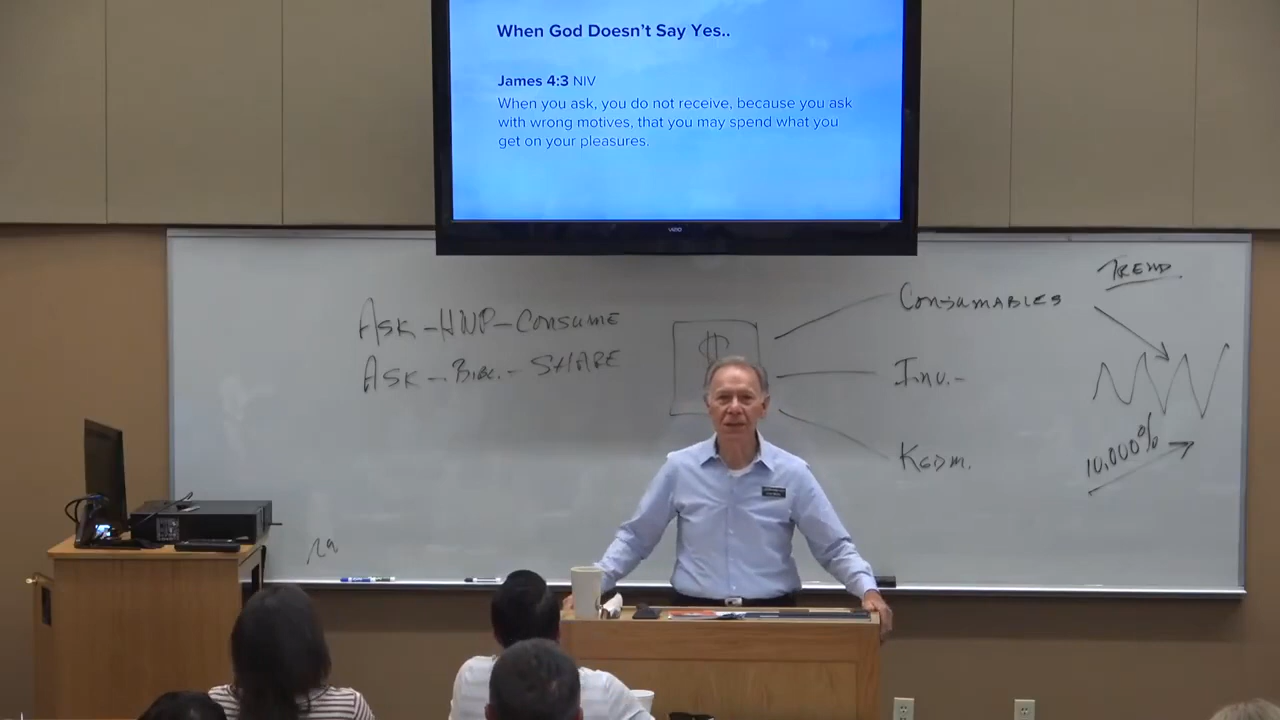 When God Doesn't Say Yes..
James 4:3 NIV
When you ask, you do not receive, because you ask
with wrong motives, that you may spend what you
get on your pleasures.
VIZIO
TREND
CONSUMABLES
ASK-HWP-CONSUME
$
ASK-BIBL.-SHARE
INV.-
10,000%
KGDM.